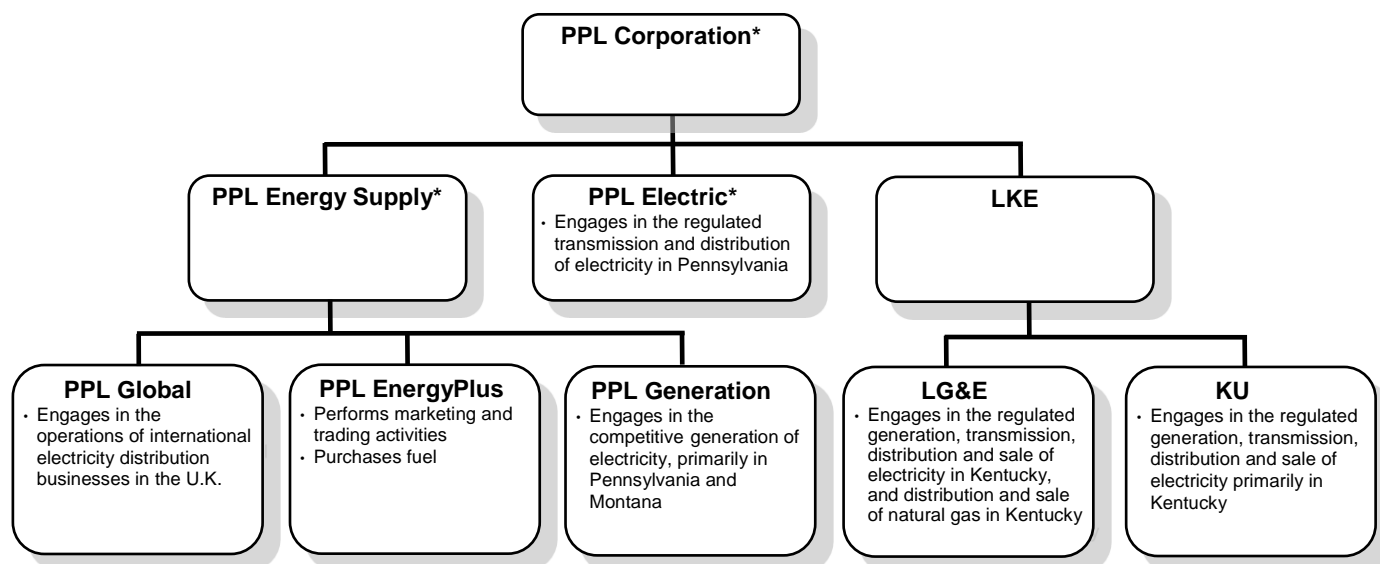 PPL Corporation*
PPL Energy Supply*
PPL Electric*
• Engages in the regulated
transmission and distribution
of electricity in Pennsylvania
LKE
PPL Global
• Engages in the
operations of international
electricity distribution
businesses in the U.K.
PPL EnergyPlus
• Performs marketing and
trading activities
• Purchases fuel
PPL Generation
• Engages in the
competitive generation of
electricity, primarily in
Pennsylvania and
Montana
LG&E
• Engages in the regulated
generation, transmission,
distribution and sale of
electricity in Kentucky,
and distribution and sale
of natural gas in Kentucky
KU
• Engages in the regulated
generation, transmission,
distribution and sale of
electricity primarily in
Kentucky